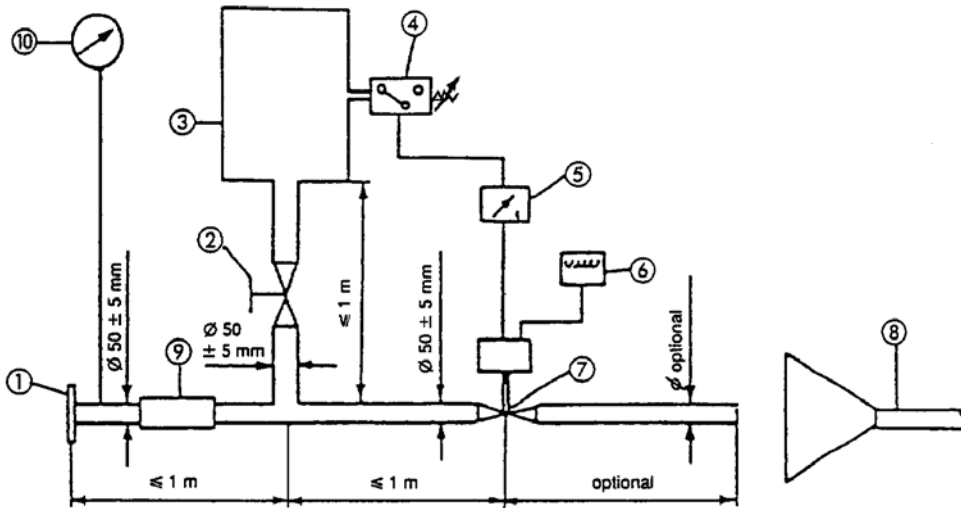 10
4
3
5
2
6
Ø 50 ± 5 mm
⩽ 1 m
Ø 50 ± 5 mm
Ø 50
± 5 mm
Ø optional
1
9
7
8
⩽ 1 m
⩽ 1 m
optional